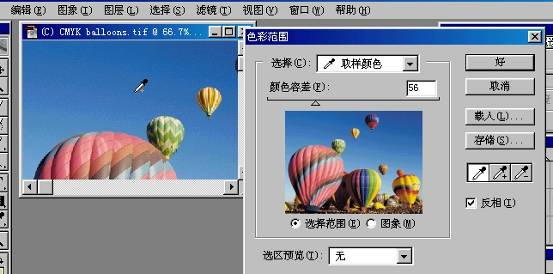 编辑(E) 图象(I) 图层(L) 选择(S) 滤镜(T) 视图(V) 窗口(W) 帮助(H)
(C) CMYK balloons.tif @ 66.7%...
色彩范围
选择(C): 取样颜色
好
颜色容差(F): 56
取消
载入(L)...
存储(S)...
反相(I)
选择范围(E) 图象(M)
选区预览(T): 无